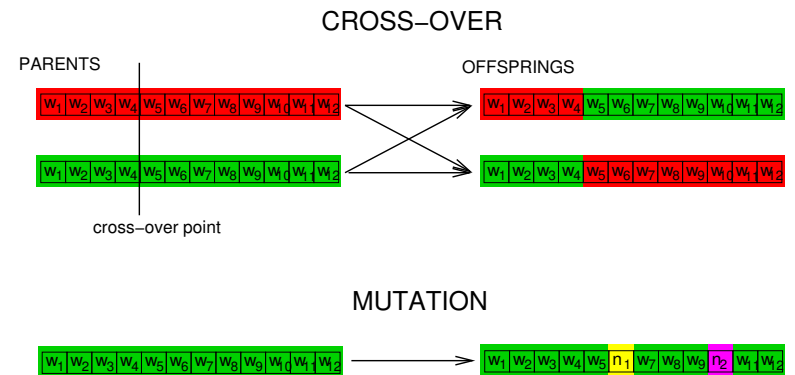 CROSS−OVER
PARENTS
OFFSPRINGS
w1 w2 w3 w4 w5 w6 w7 w8 w9 w10 w11 w12 w1 w2 w3 w4 w5 w6 w7 w8 w9 w10 w11 w12
w1 w2 w3 w4 w5 w6 w7 w8 w9 w10 w11 w12 w1 w2 w3 w4 w5 w6 w7 w8 w9 w10 w11 w12
cross−over point
MUTATION
w1 w2 w3 w4 w5 w6 w7 w8 w9 w10 w11 w12 w1 w2 w3 w4 w5 n1 w7 w8 w9 n2 w11 w12